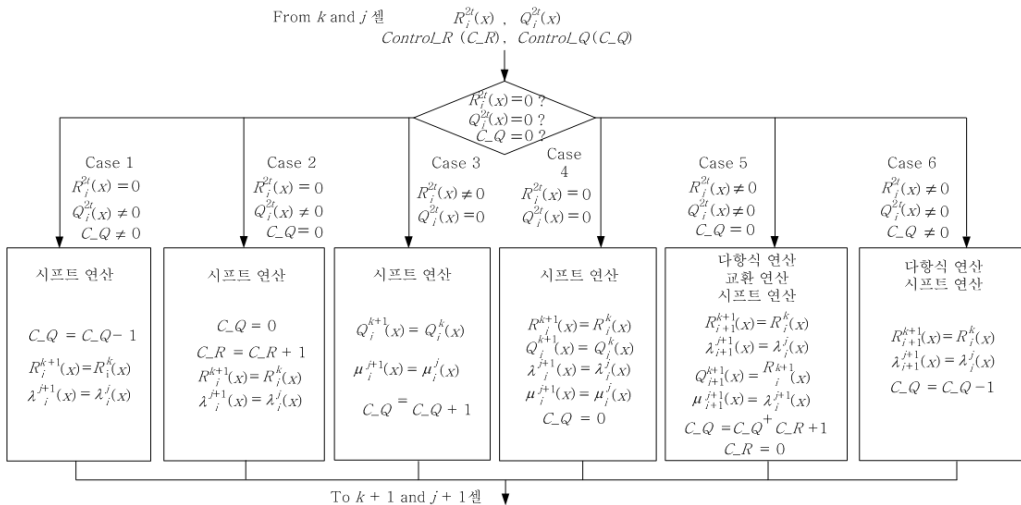 From k and j 셀 R_i^{2t}(x) , Q_i^{2t}(x)
Control_R (C_R), Control_Q(C_Q)
R_i^{2t}(x)=0 ?
Q_i^{2t}(x)=0 ?
C_Q=0 ?
Case 1
R_i^{2t}(x)=0
Q_i^{2t}(x)≠0
C_Q≠0
Case 2
R_i^{2t}(x)=0
Q_i^{2t}(x)≠0
C_Q=0
Case 3
R_i^{2t}(x)≠0
Q_i^{2t}(x)=0
Case
4
R_i^{2t}(x)=0
Q_i^{2t}(x)=0
Case 5
R_i^{2t}(x)≠0
Q_i^{2t}(x)≠0
C_Q=0
Case 6
R_i^{2t}(x)≠0
Q_i^{2t}(x)≠0
C_Q≠0
시프트 연산
C_Q=C_Q-1
R_i^{k+1}(x)=R_i^k(x)
λ_i^{j+1}(x)=λ_i^j(x)
시프트 연산
C_Q=0
C_R=C_R+1
R_i^{k+1}(x)=R_i^k(x)
λ_i^{j+1}(x)=λ_i^j(x)
시프트 연산
Q_i^{k+1}(x)=Q_i^k(x)
μ_i^{j+1}(x)=μ_i^j(x)
C_Q=C_Q+1
시프트 연산
R_i^{k+1}(x)=R_i^k(x)
Q_i^{k+1}(x)=Q_i^k(x)
λ_i^{j+1}(x)=λ_i^j(x)
μ_i^{j+1}(x)=μ_i^j(x)
C_Q=0
다항식 연산
교환 연산
시프트 연산
R_{i+1}^{k+1}(x)=R_i^k(x)
λ_{i+1}^{j+1}(x)=λ_i^j(x)
Q_{i+1}^{k+1}(x)=R_i^{k+1}(x)
μ_{i+1}^{j+1}(x)=λ_i^{j+1}(x)
C_Q=C_Q+C_R+1
C_R=0
다항식 연산
시프트 연산
R_{i+1}^{k+1}(x)=R_i^k(x)
λ_{i+1}^{j+1}(x)=λ_i^j(x)
C_Q=C_Q-1
To k+1 and j+1셀